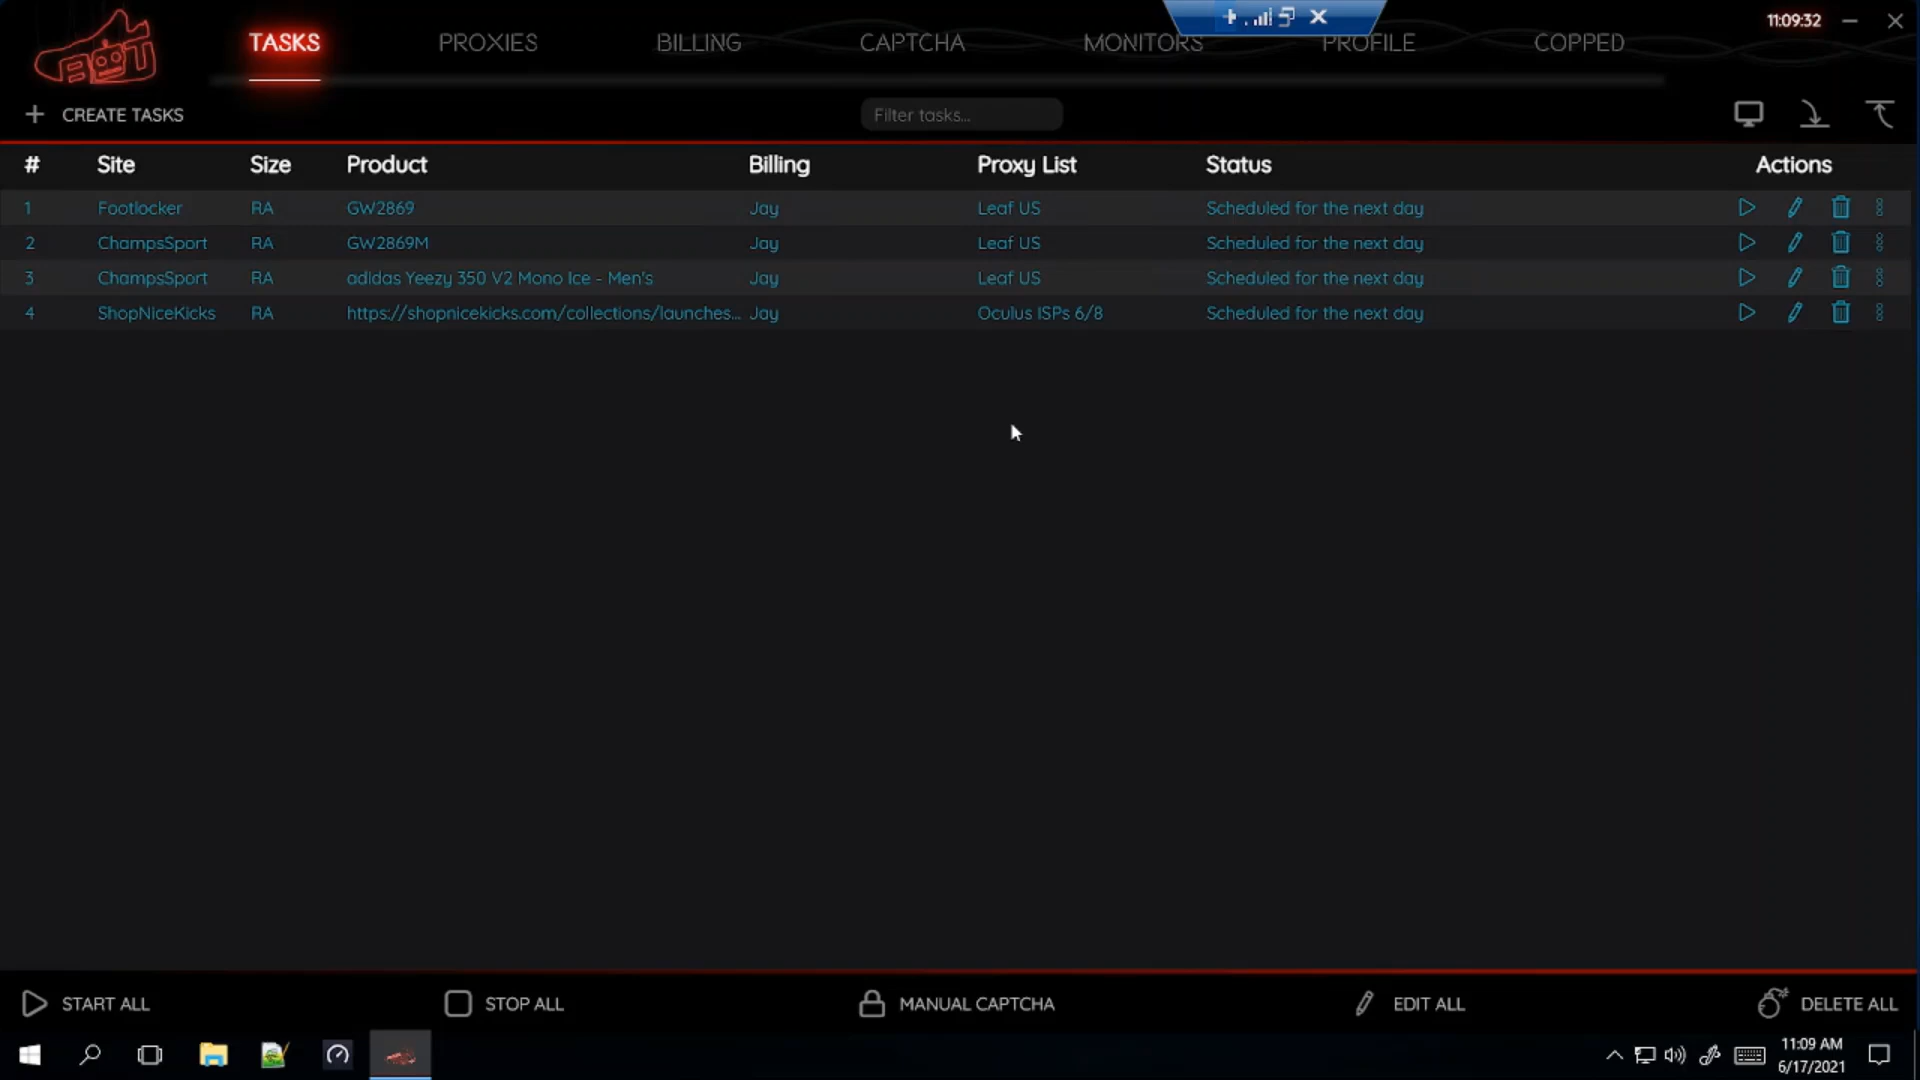 BOT
TASKS PROXIES BILLING CAPTCHA MONITORS PROFILE COPPED 11:09:32
CREATE TASKS Filter tasks...
# Site Size Product Billing Proxy List Status Actions
1 Footlocker RA GW2869 Jay Leaf US Scheduled for the next day
2 ChampsSport RA GW2869M Jay Leaf US Scheduled for the next day
3 ChampsSport RA adidas Yeezy 350 V2 Mono Ice - Men's Jay Leaf US Scheduled for the next day
4 ShopNiceKicks RA https://shopnicekicks.com/collections/launches... Jay Oculus ISPs 6/8 Scheduled for the next day
START ALL STOP ALL MANUAL CAPTCHA EDIT ALL DELETE ALL
11:09 AM
6/17/2021